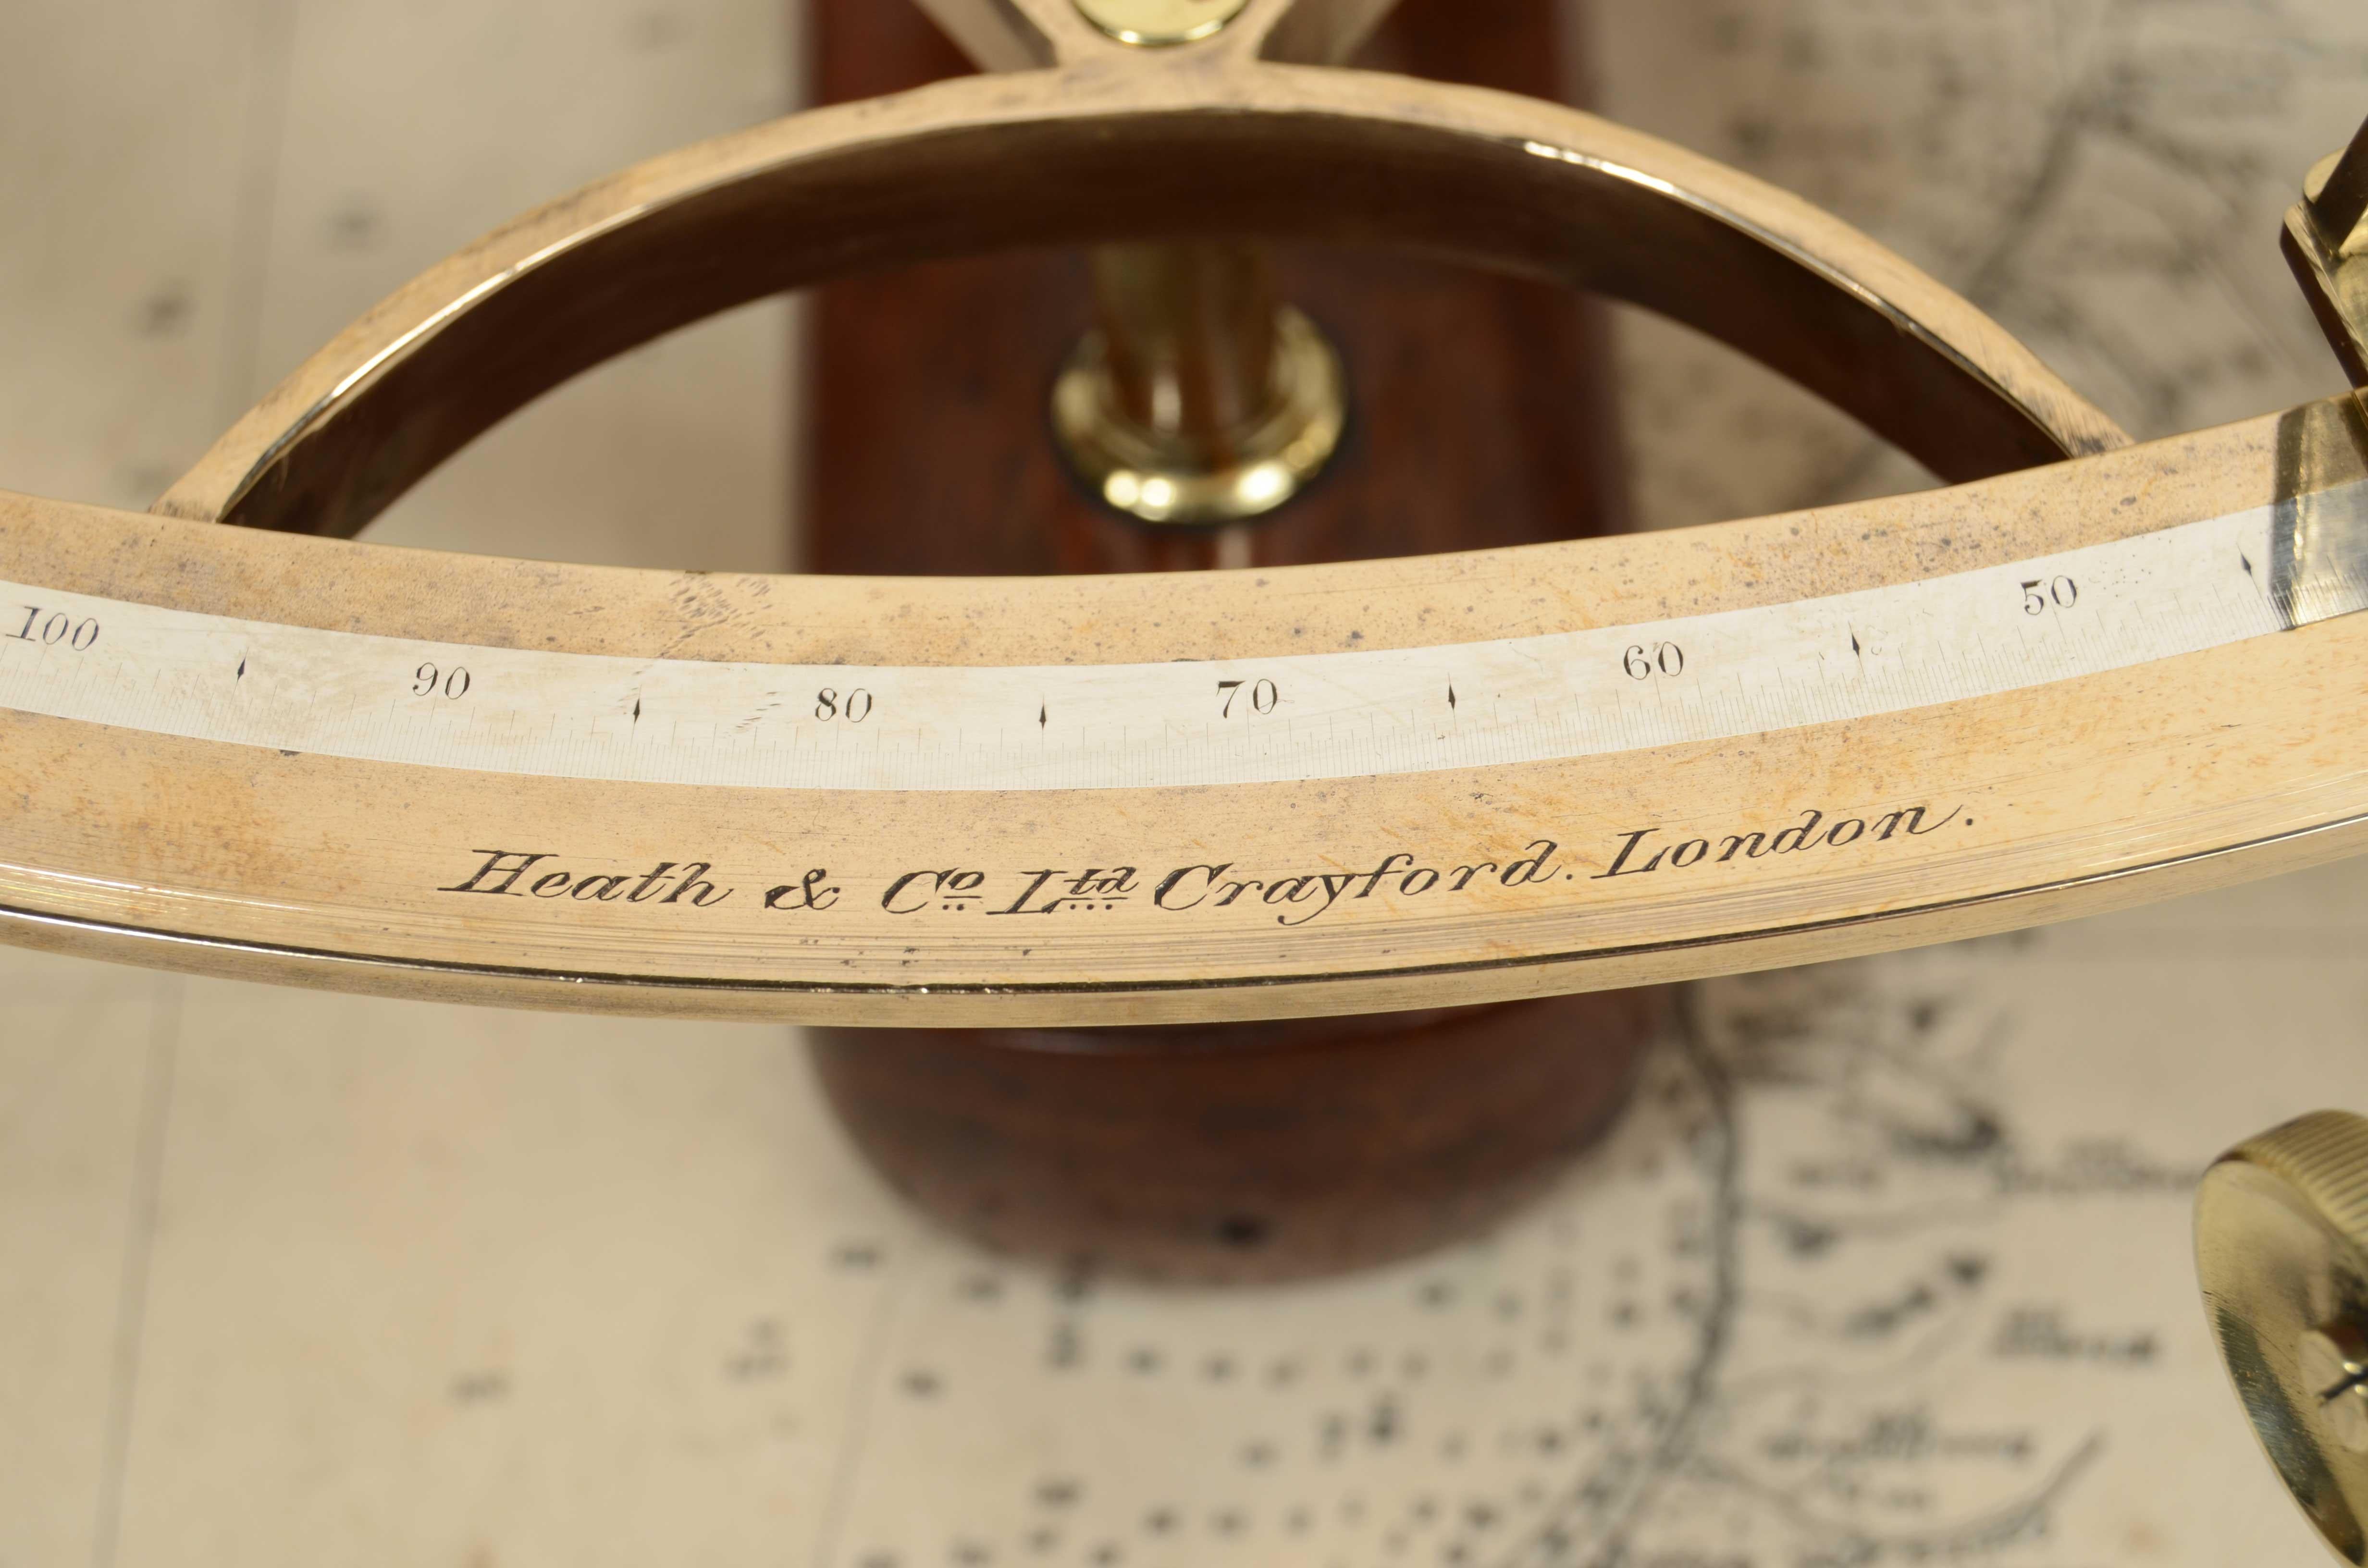 100 90 80 70 60 50
Heath & Co. Ltd. Crayford. London.